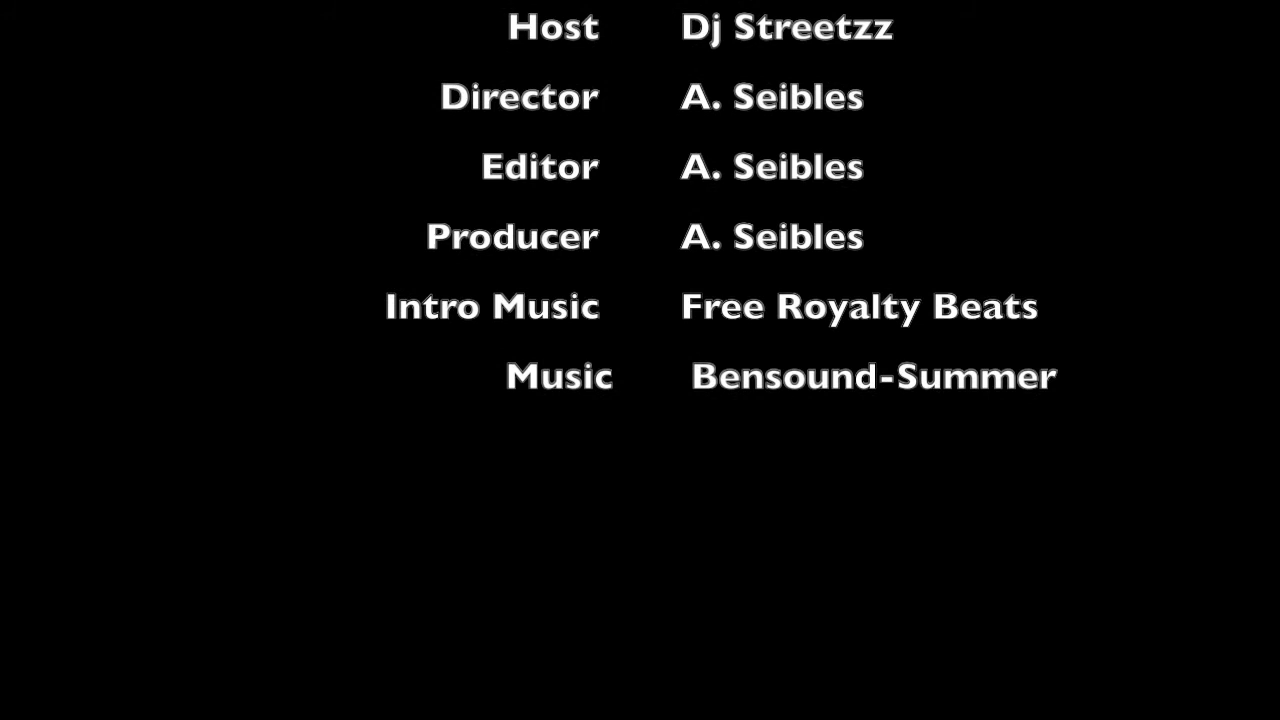 Host Dj Streetzz
Director A. Seibles
Editor A. Seibles
Producer A. Seibles
Intro Music Free Royalty Beats
Music Bensound-Summer